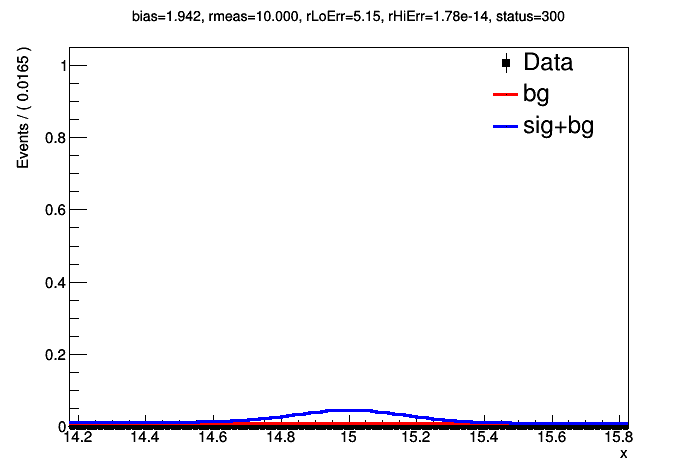 bias=1.942, rmeas=10.000, rLoErr=5.15, rHiErr=1.78e-14, status=300
Events / ( 0.0165 )
1
0.8
0.6
0.4
0.2
0
Data
bg
sig+bg
14.2 14.4 14.6 14.8 15 15.2 15.4 15.6 15.8
x